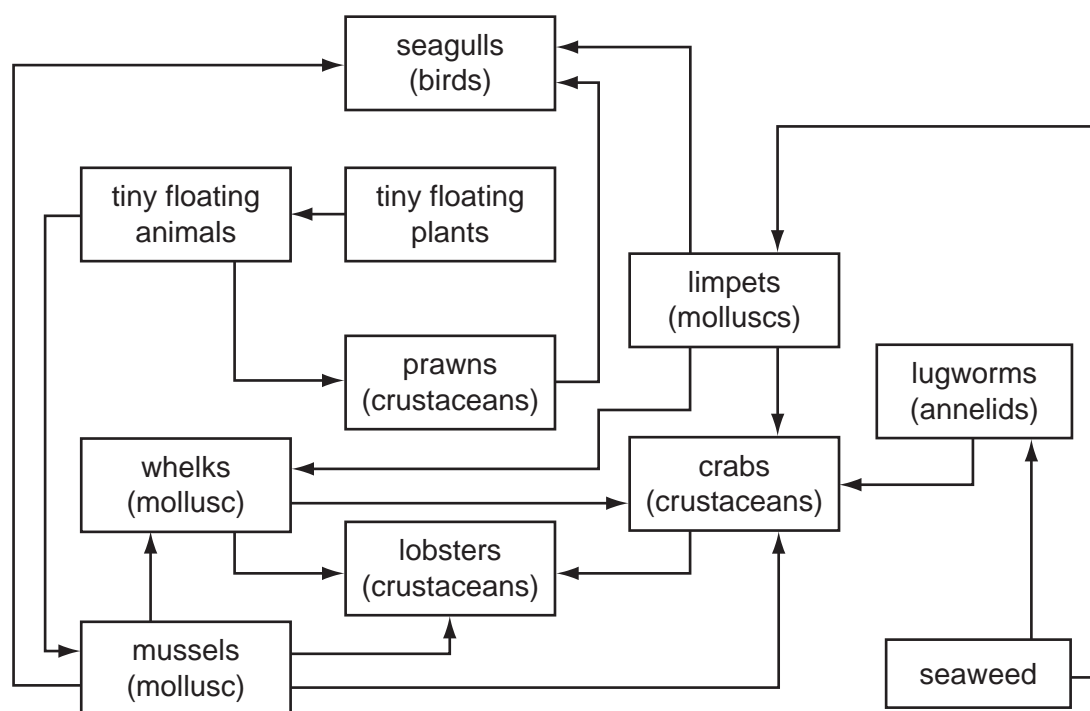 seagulls
(birds)
tiny floating
animals
tiny floating
plants
limpets
(molluscs)
prawns
(crustaceans)
lugworms
(annelids)
whelks
(mollusc)
crabs
(crustaceans)
lobsters
(crustaceans)
mussels
(mollusc)
seaweed